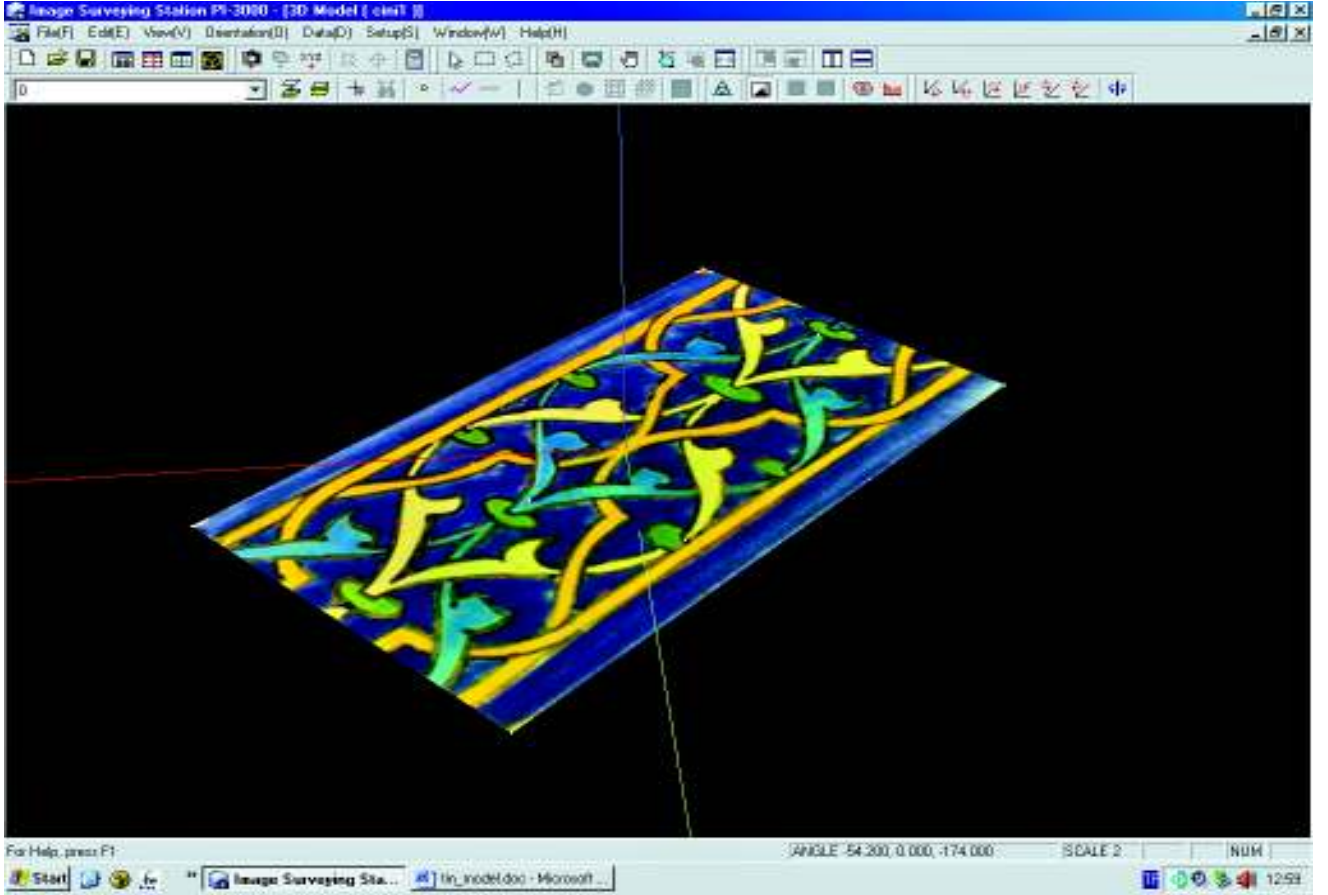 Image Surveying Station PI-3000 - [3D Model ( cini1 )]
File(F) Edit(E) View(V) Orientation(O) Data(D) Setup(S) Window(W) Help(H)
0
For Help, press F1 ANGLE -54.200, 0.000, -174.000 SCALE 2 NUM
Start " Image Surveying Sta... tin_model.doc - Microsoft ... 12:59